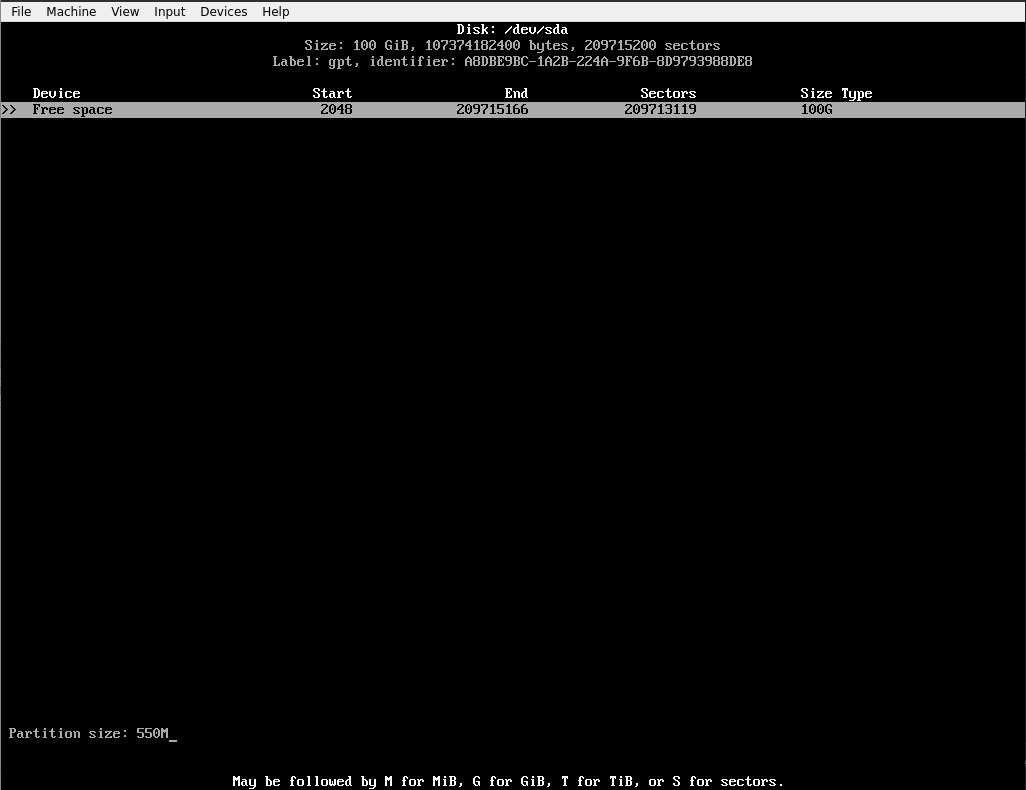 File Machine View Input Devices Help
Disk: /dev/sda
Size: 100 GiB, 107374182400 bytes, 209715200 sectors
Label: gpt, identifier: A8DBE9BC-1A2B-224A-9F6B-8D9793988DE8
Device Start End Sectors Size Type
>> Free space 2048 209715166 209713119 100G
Partition size: 550M_
May be followed by M for MiB, G for GiB, T for TiB, or S for sectors.